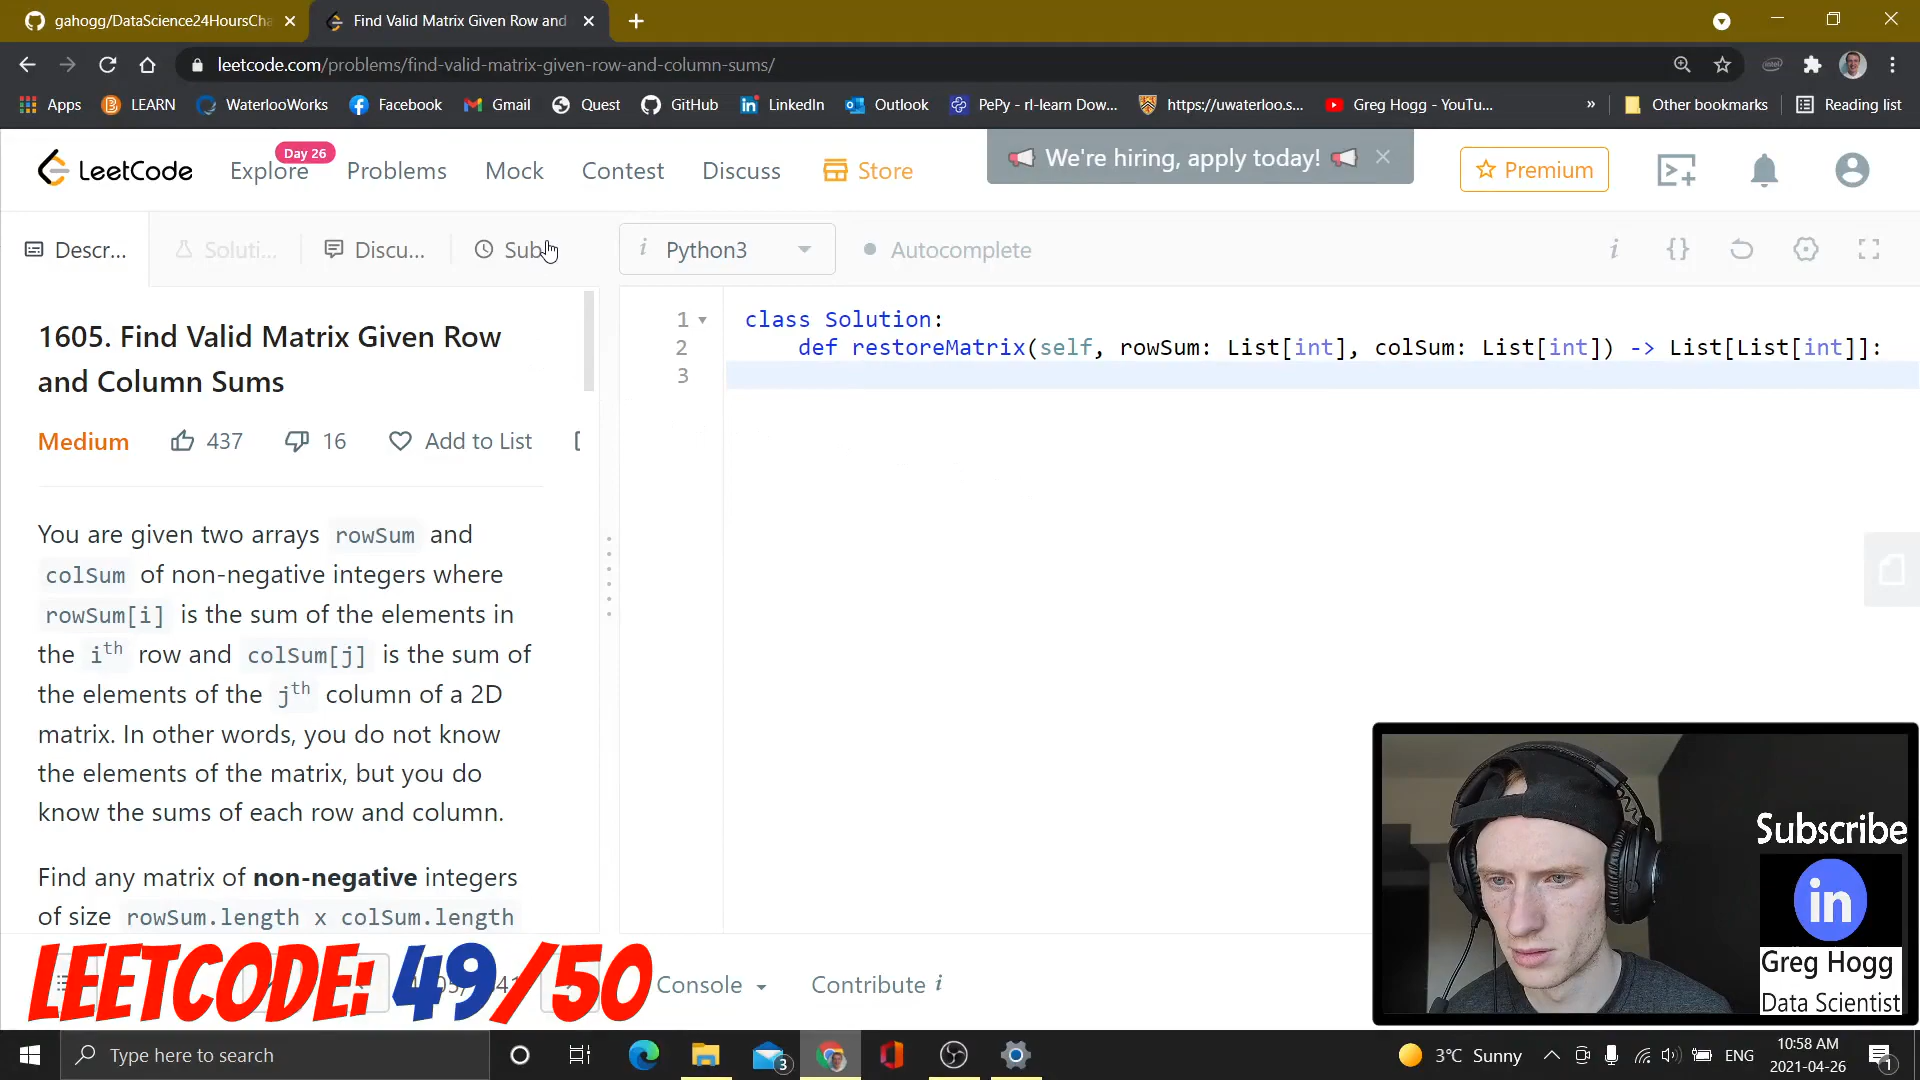 gahogg/DataScience24HoursCha
Find Valid Matrix Given Row and
leetcode.com/problems/find-valid-matrix-given-row-and-column-sums/
Apps
LEARN
WaterlooWorks
Facebook
Gmail
Quest
GitHub
LinkedIn
Outlook
PePy - rl-learn Dow...
https://uwaterloo.s...
Greg Hogg - YouTu...
»
Other bookmarks
Reading list
LeetCode
Explore
Day 26
Problems
Mock
Contest
Discuss
Store
We're hiring, apply today!
Premium
Descr...
Soluti...
Discu...
Sub
Python3
Autocomplete
1605. Find Valid Matrix Given Row
and Column Sums
Medium
437
16
Add to List
You are given two arrays rowSum and
colSum of non-negative integers where
rowSum[i] is the sum of the elements in
the ith row and colSum[j] is the sum of
the elements of the jth column of a 2D
matrix. In other words, you do not know
the elements of the matrix, but you do
know the sums of each row and column.
Find any matrix of non-negative integers
of size rowSum.length x colSum.length
1 class Solution:
2 def restoreMatrix(self, rowSum: List[int], colSum: List[int]) -> List[List[int]]:
3
LEETCODE: 49/50
Console
Contribute i
Subscribe
in
Greg Hogg
Data Scientist
Type here to search
3
3°C Sunny
ENG
10:58 AM
2021-04-26
1